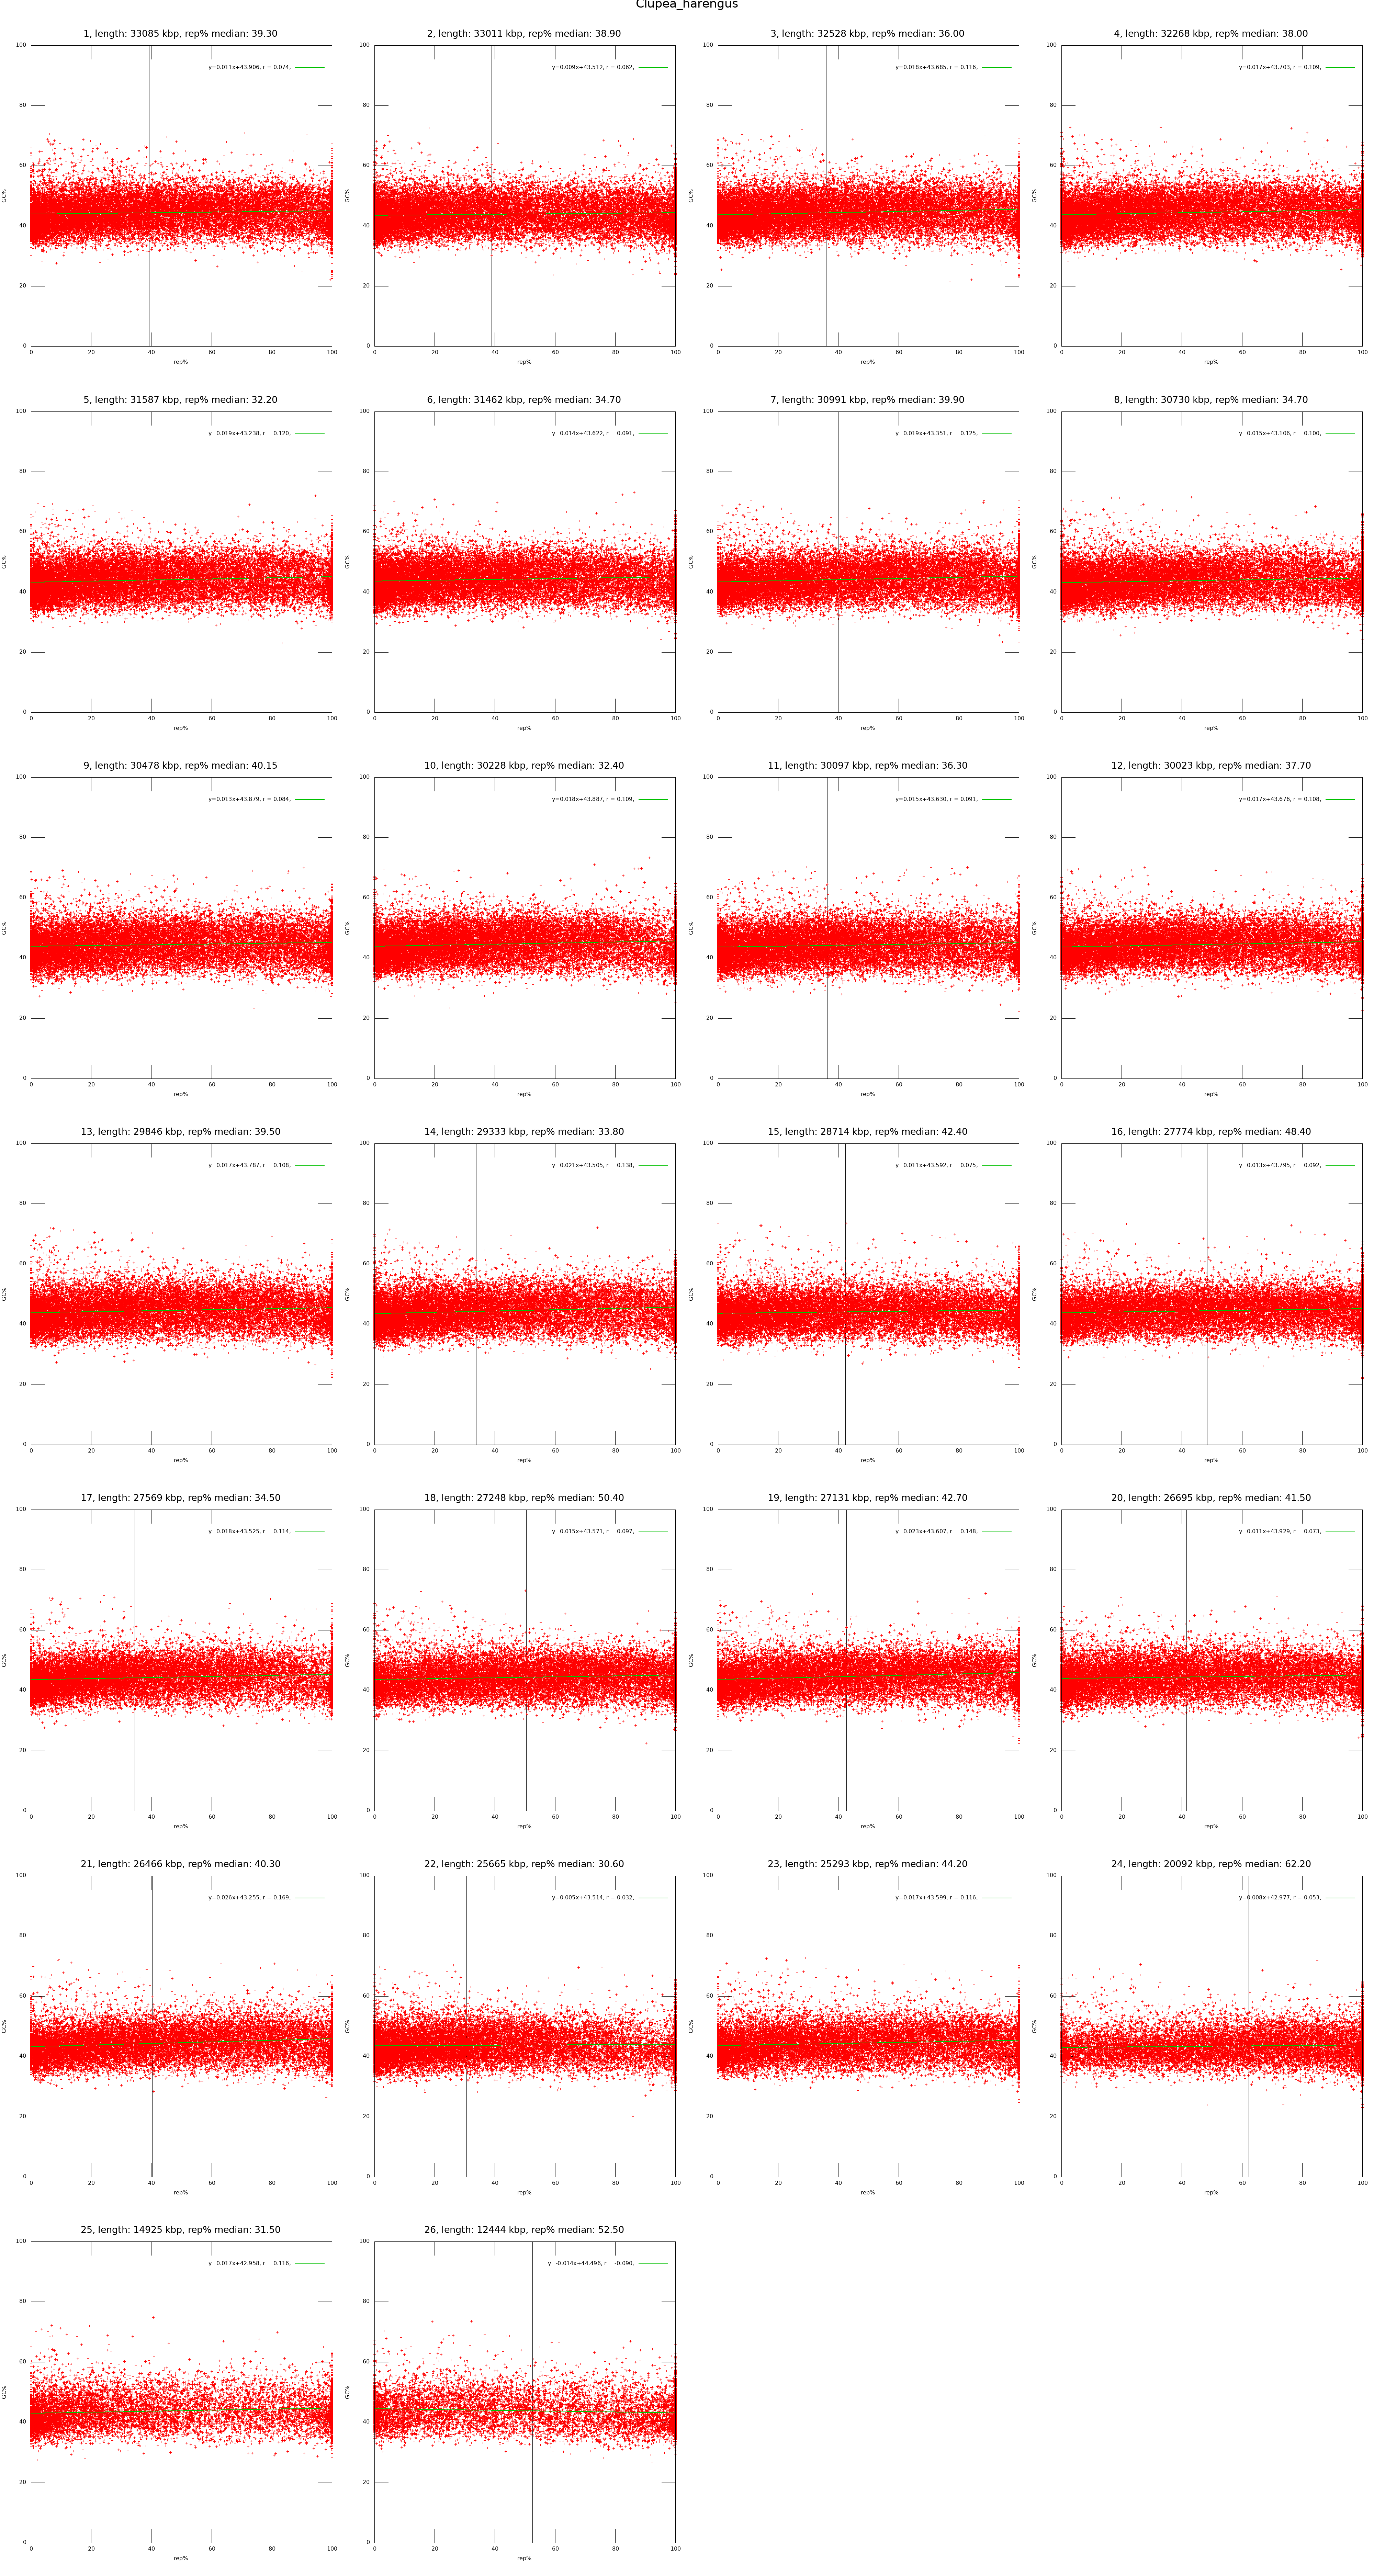 Clupea_harengus
1, length: 33085 kbp, rep% median: 39.30
y=0.011x+43.906, r = 0.074,
2, length: 33011 kbp, rep% median: 38.90
y=0.009x+43.512, r = 0.062,
3, length: 32528 kbp, rep% median: 36.00
y=0.018x+43.685, r = 0.116,
4, length: 32268 kbp, rep% median: 38.00
y=0.017x+43.703, r = 0.109,
GC%
100
80
60
40
20
0
0 20 40 60 80 100
rep%
5, length: 31587 kbp, rep% median: 32.20
y=0.019x+43.238, r = 0.120,
6, length: 31462 kbp, rep% median: 34.70
y=0.014x+43.622, r = 0.091,
7, length: 30991 kbp, rep% median: 39.90
y=0.019x+43.351, r = 0.125,
8, length: 30730 kbp, rep% median: 34.70
y=0.015x+43.106, r = 0.100,
9, length: 30478 kbp, rep% median: 40.15
y=0.013x+43.879, r = 0.084,
10, length: 30228 kbp, rep% median: 32.40
y=0.018x+43.887, r = 0.109,
11, length: 30097 kbp, rep% median: 36.30
y=0.015x+43.630, r = 0.091,
12, length: 30023 kbp, rep% median: 37.70
y=0.017x+43.676, r = 0.108,
13, length: 29846 kbp, rep% median: 39.50
y=0.017x+43.787, r = 0.108,
14, length: 29333 kbp, rep% median: 33.80
y=0.021x+43.505, r = 0.138,
15, length: 28714 kbp, rep% median: 42.40
y=0.011x+43.592, r = 0.075,
16, length: 27774 kbp, rep% median: 48.40
y=0.013x+43.795, r = 0.092,
17, length: 27569 kbp, rep% median: 34.50
y=0.018x+43.525, r = 0.114,
18, length: 27248 kbp, rep% median: 50.40
y=0.015x+43.571, r = 0.097,
19, length: 27131 kbp, rep% median: 42.70
y=0.023x+43.607, r = 0.148,
20, length: 26695 kbp, rep% median: 41.50
y=0.011x+43.929, r = 0.073,
21, length: 26466 kbp, rep% median: 40.30
y=0.026x+43.255, r = 0.169,
22, length: 25665 kbp, rep% median: 30.60
y=0.005x+43.514, r = 0.032,
23, length: 25293 kbp, rep% median: 44.20
y=0.017x+43.599, r = 0.116,
24, length: 20092 kbp, rep% median: 62.20
y=0.008x+42.977, r = 0.053,
25, length: 14925 kbp, rep% median: 31.50
y=0.017x+42.958, r = 0.116,
26, length: 12444 kbp, rep% median: 52.50
y=-0.014x+44.496, r = -0.090,